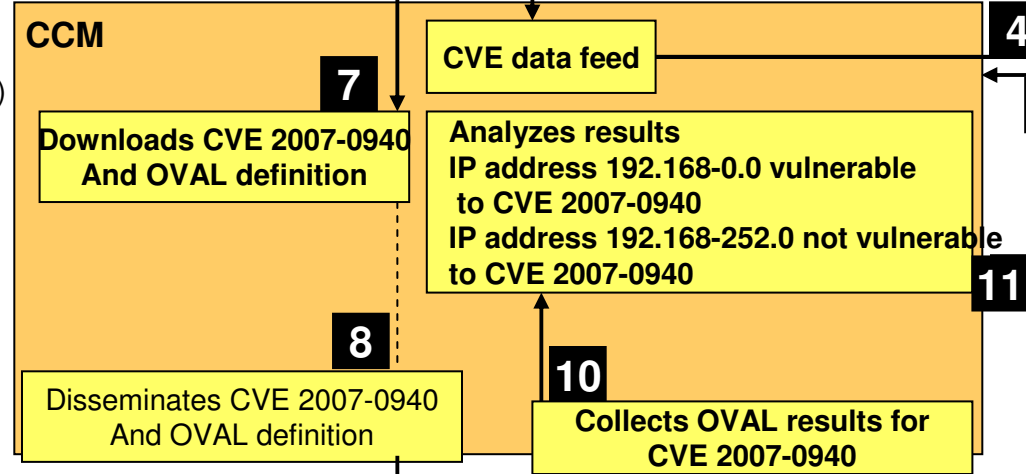 CCM
CVE data feed
4
)
7
Downloads CVE 2007-0940
And OVAL definition
Analyzes results
IP address 192.168-0.0 vulnerable
to CVE 2007-0940
IP address 192.168-252.0 not vulnerable
to CVE 2007-0940
11
8
Disseminates CVE 2007-0940
And OVAL definition
10
Collects OVAL results for
CVE 2007-0940